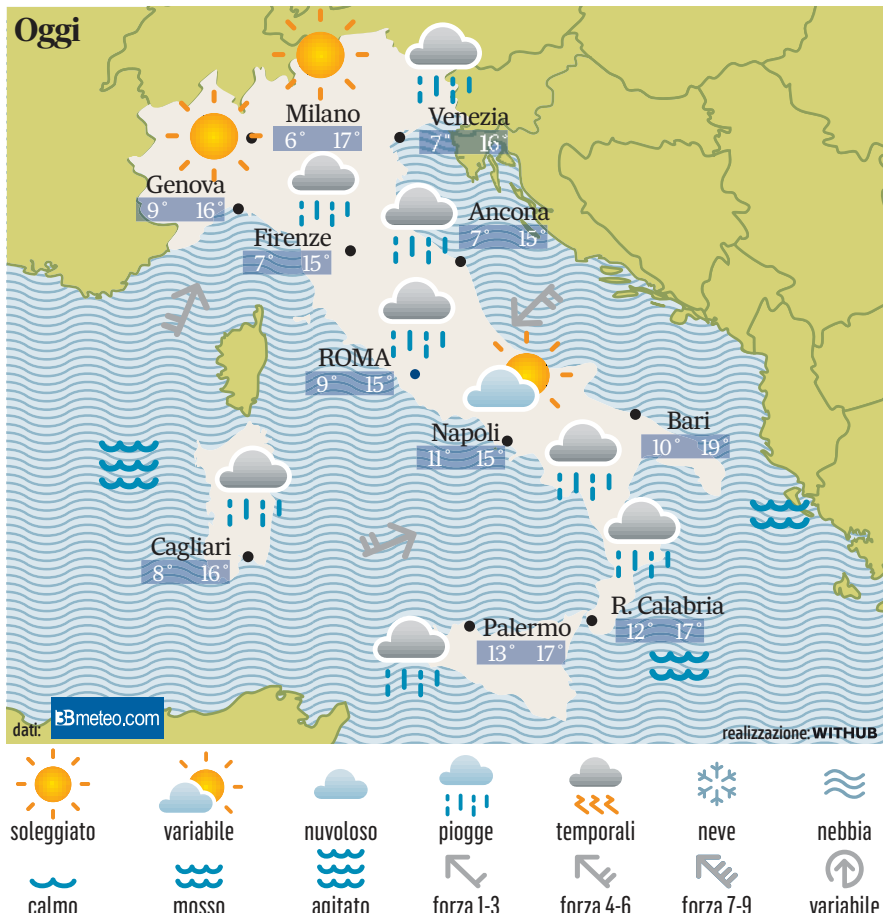 Oggi
Milano
6° 17°
Venezia
7° 16°
Genova
9° 16°
Ancona
7° 15°
Firenze
7° 15°
ROMA
9° 15°
Napoli
11° 15°
Bari
10° 19°
Cagliari
8° 16°
R. Calabria
12° 17°
Palermo
13° 17°
dati: 3Bmeteo.com
realizzazione: WITHUB
soleggiato variabile nuvoloso piogge temporali neve nebbia
calmo mosso agitato forza 1-3 forza 4-6 forza 7-9 variabile